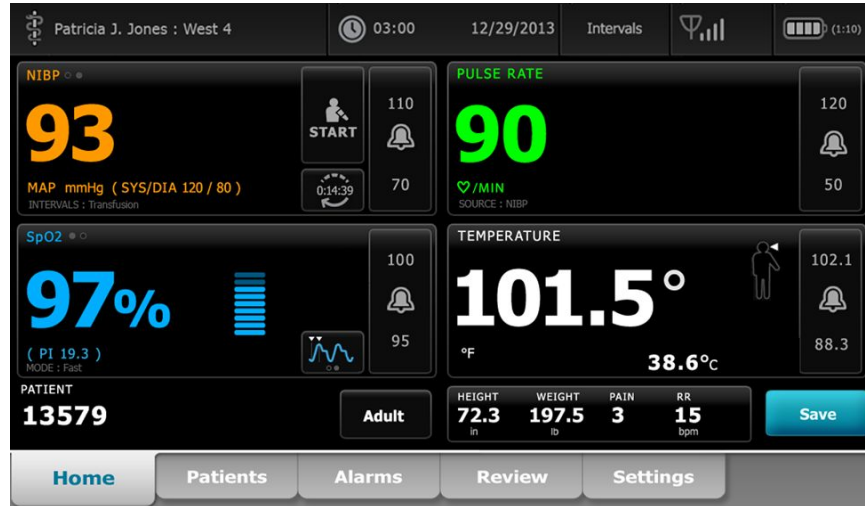 Patricia J. Jones : West 4
03:00
12/29/2013
Intervals
(1:10)
NIBP
93
MAP mmHg ( SYS/DIA 120 / 80 )
INTERVALS : Transfusion
START
0:14:39
110
70
PULSE RATE
90
/MIN
SOURCE : NIBP
120
50
SpO2
97%
( PI 19.3 )
MODE : Fast
100
95
TEMPERATURE
101.5°
°F
38.6°C
102.1
88.3
PATIENT
13579
Adult
HEIGHT WEIGHT PAIN RR
72.3 197.5 3 15
in lb bpm
Save
Home Patients Alarms Review Settings